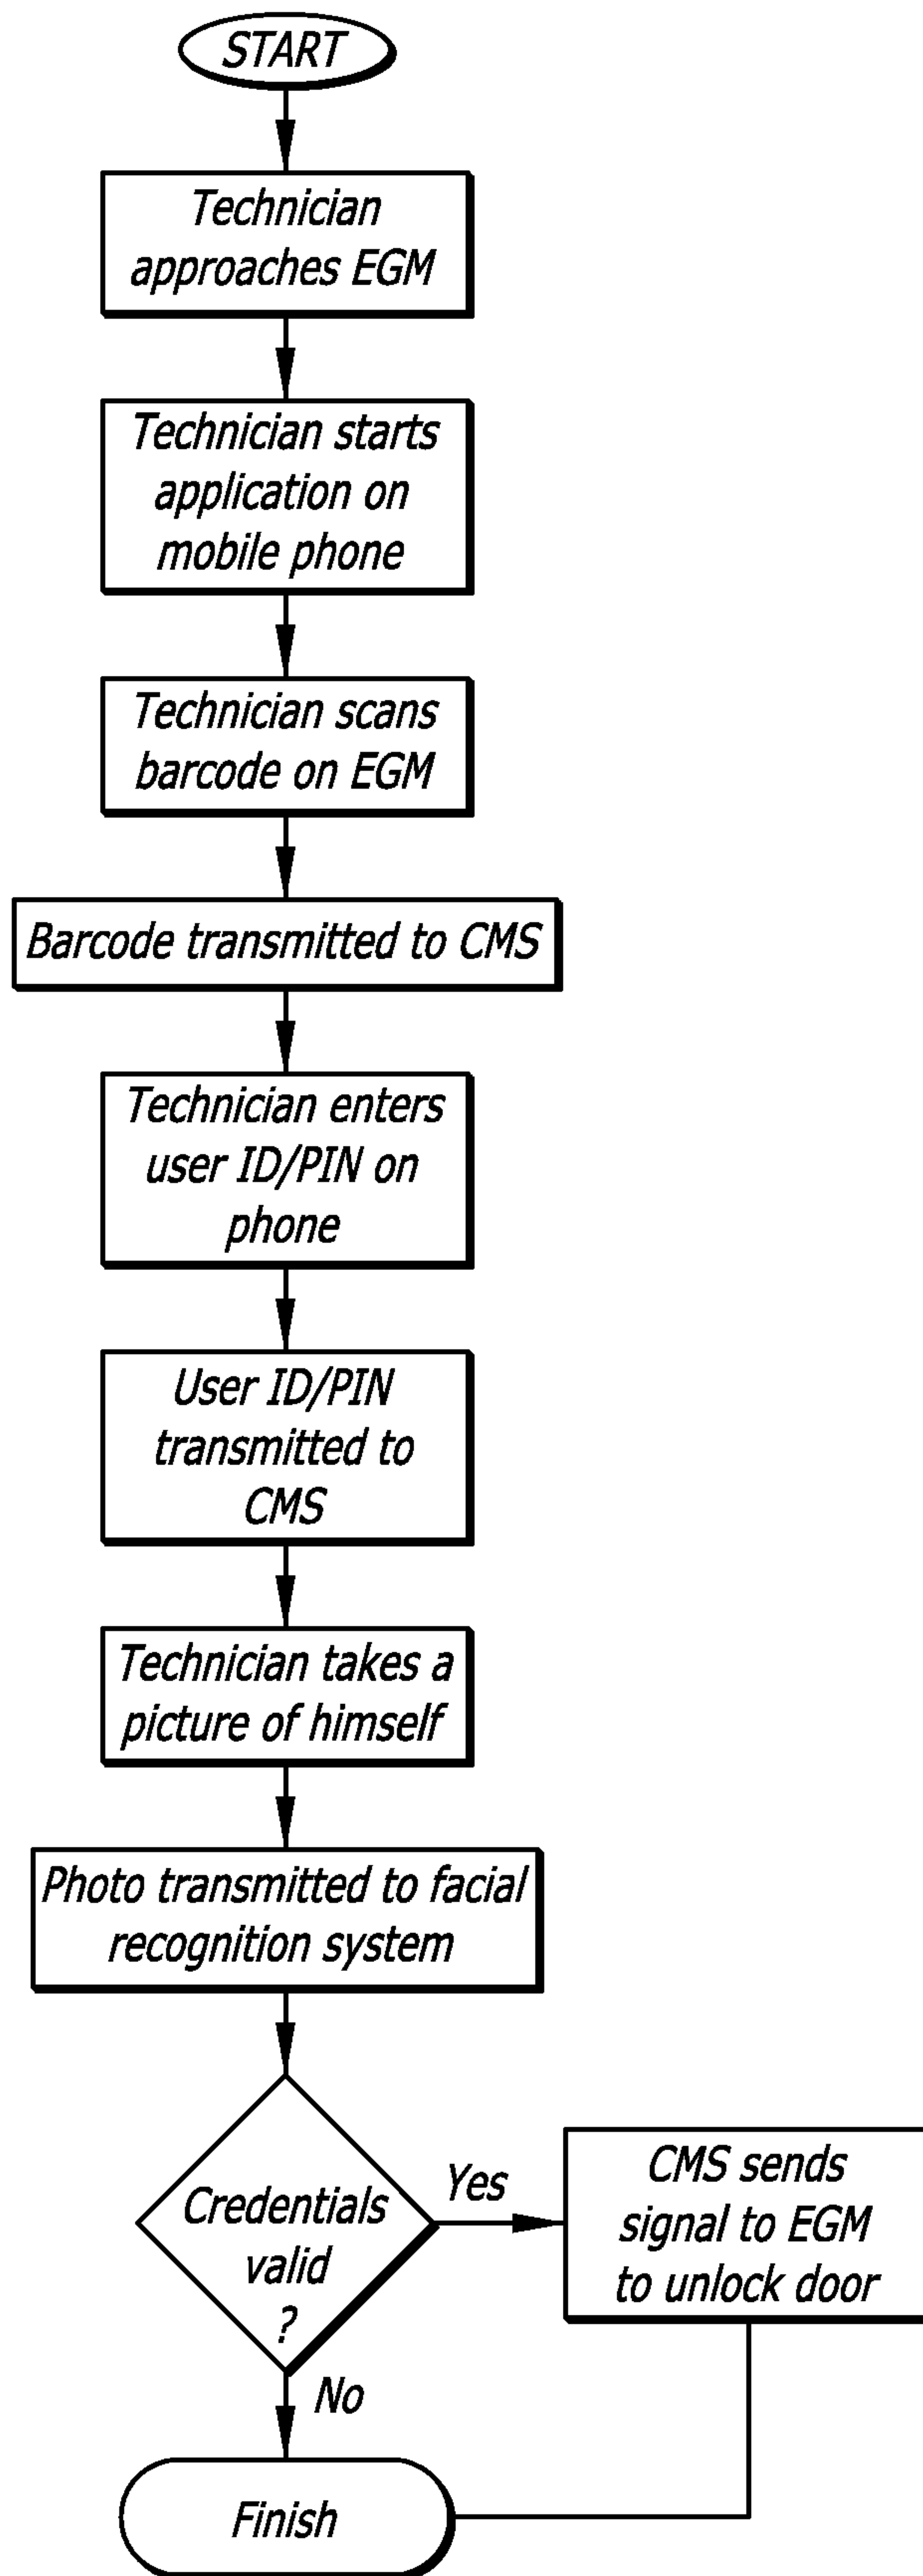 START
Technician
approaches EGM
Technician starts
application on
mobile phone
Technician scans
barcode on EGM
Barcode transmitted to CMS
Technician enters
user ID/PIN on
phone
User ID/PIN
transmitted to
CMS
Technician takes a
picture of himself
Photo transmitted to facial
recognition system
Credentials
valid
?
Yes
CMS sends
signal to EGM
to unlock door
No
Finish